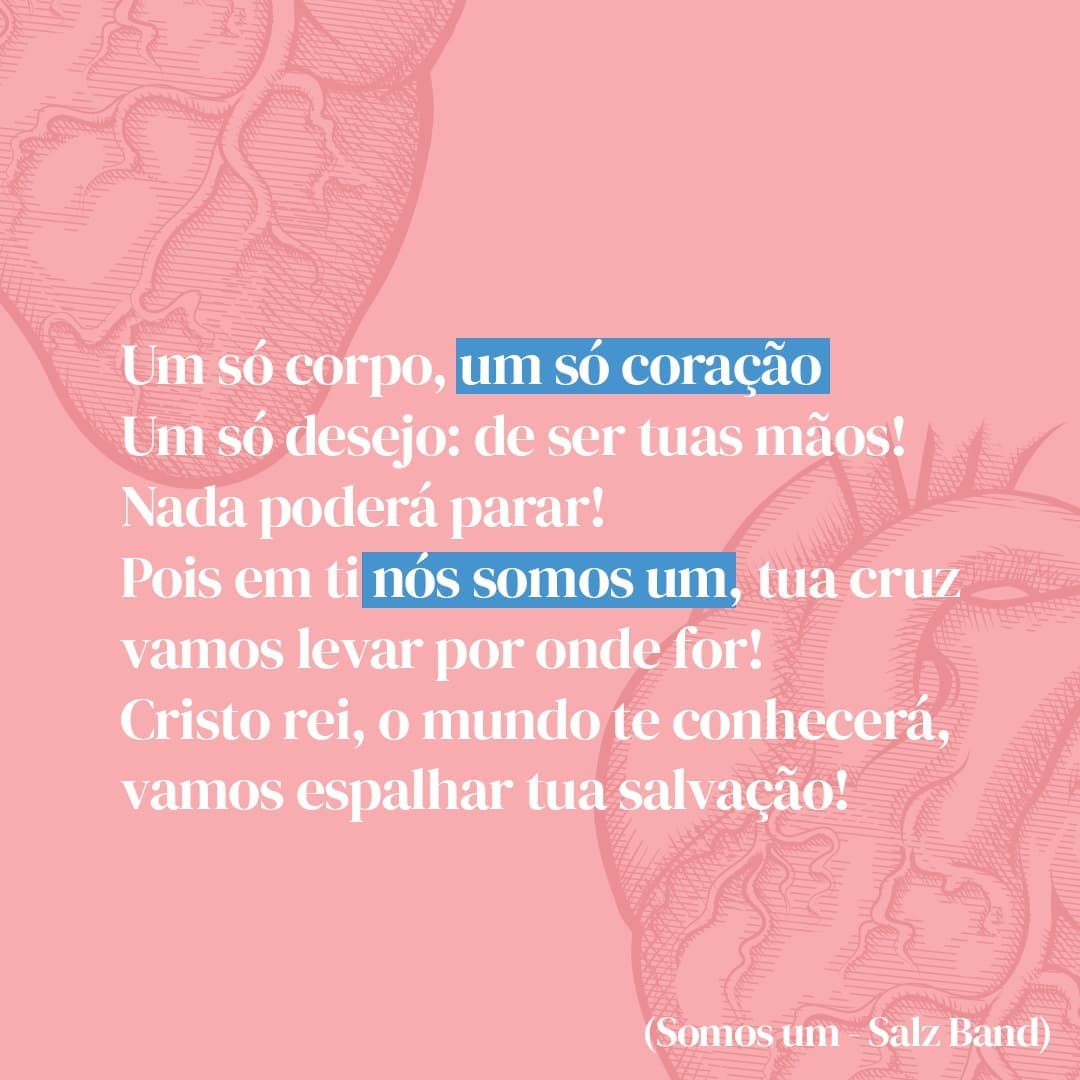 Um só corpo, um só coração
Um só desejo: de ser tuas mãos!
Nada poderá parar!
Pois em ti nós somos um, tua cruz
vamos levar por onde for!
Cristo rei, o mundo te conhecerá,
vamos espalhar tua salvação!
(Somos um - Salz Band)